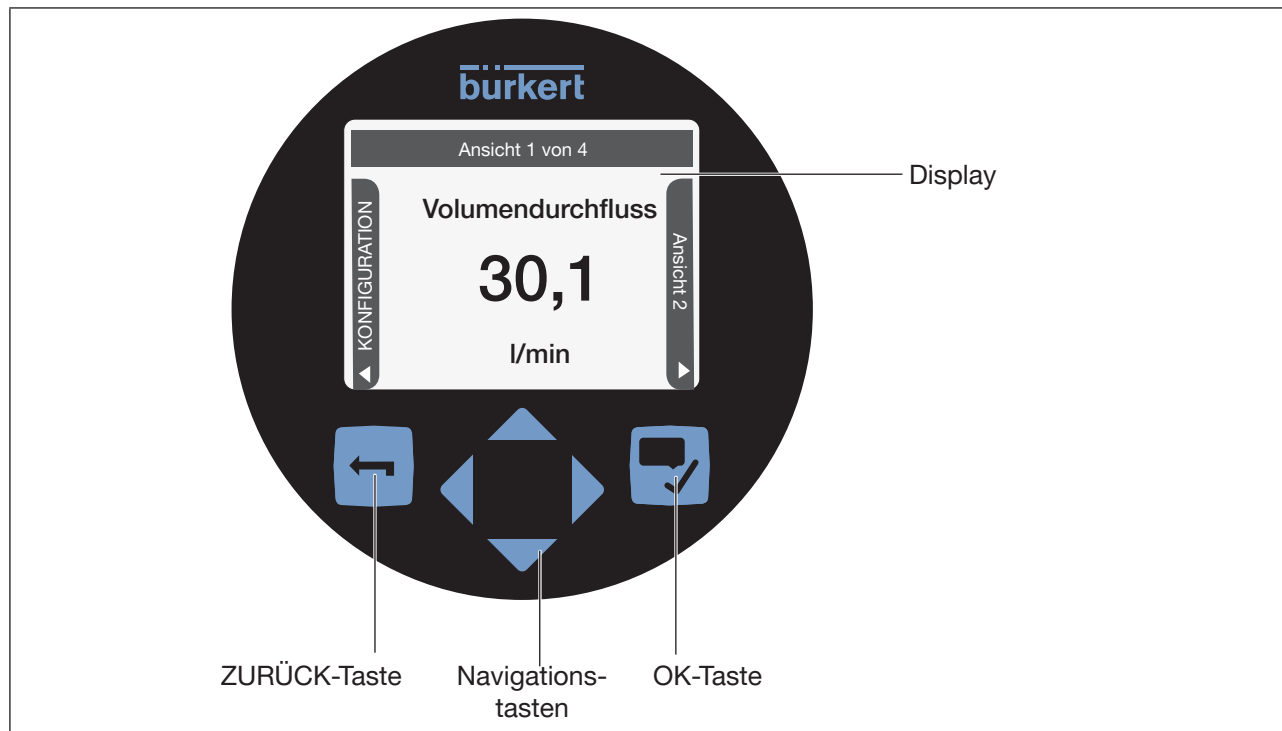 bürkert
Ansicht 1 von 4
Display
KONFIGURATION
Volumendurchfluss
Ansicht 2
30,1
l/min
ZURÜCK-Taste
Navigations-
tasten
OK-Taste